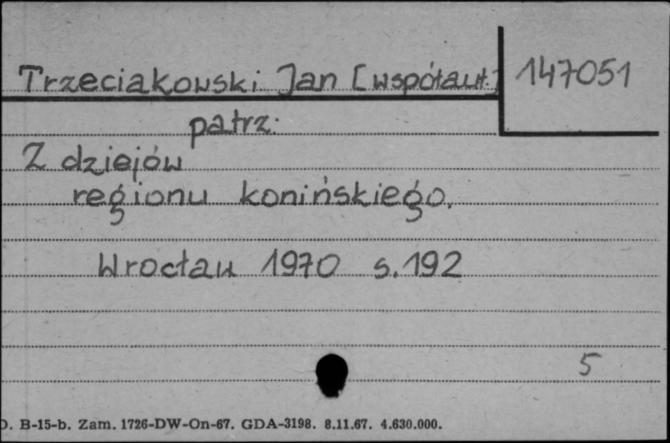 Trzeciakowski Jan [współaut.]
147051
patrz.
Z dziejów
regionu konińskiego.
Wrocław 1970 s.192
5
D. B-15-b. Zam. 1726-DW-On-67. GDA-3198. 8.11.67. 4.630.000.